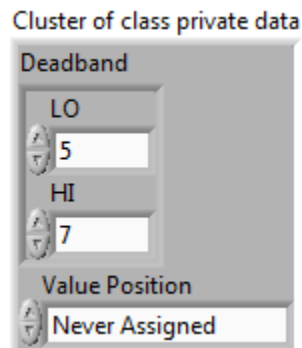 Cluster of class private data
Deadband
LO
5
HI
7
Value Position
Never Assigned